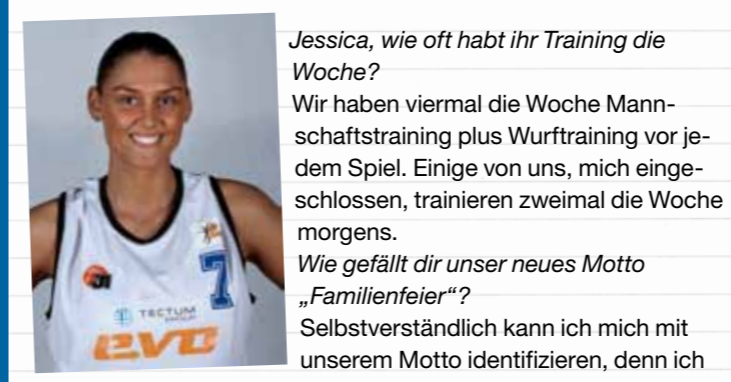 Jessica, wie oft habt ihr Training die
Woche?
Wir haben viermal die Woche Mann-
schaftstraining plus Wurftraining vor je-
dem Spiel. Einige von uns, mich einge-
schlossen, trainieren zweimal die Woche
morgens.
Wie gefällt dir unser neues Motto
„Familienfeier“?
Selbstverständlich kann ich mich mit
unserem Motto identifizieren, denn ich
7
TECTUM
evo